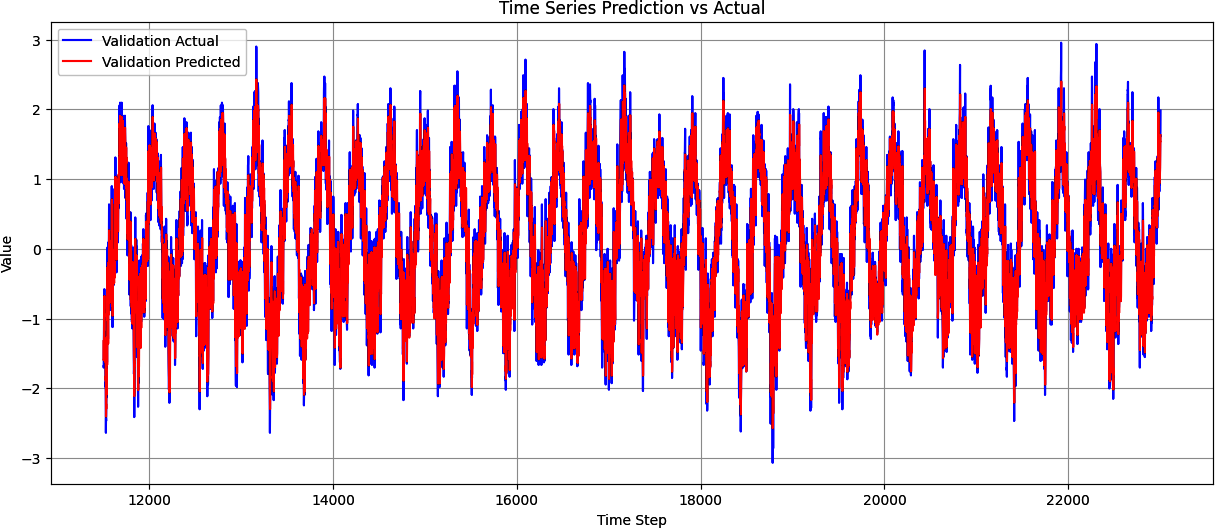 Time Series Prediction vs Actual
Validation Actual
Validation Predicted
3
2
1
0
−1
−2
−3
Value
12000 14000 16000 18000 20000 22000
Time Step